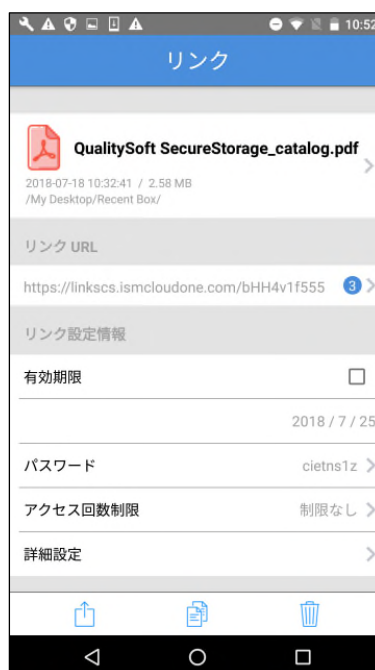 10:52
リンク
QualitySoft SecureStorage_catalog.pdf
2018-07-18 10:32:41 / 2.58 MB
/My Desktop/Recent Box/
リンク URL
https://linkscs.ismcloudone.com/bHH4v1f555 3
リンク設定情報
有効期限
2018 / 7 / 25
パスワード cietns1z
アクセス回数制限 制限なし
詳細設定